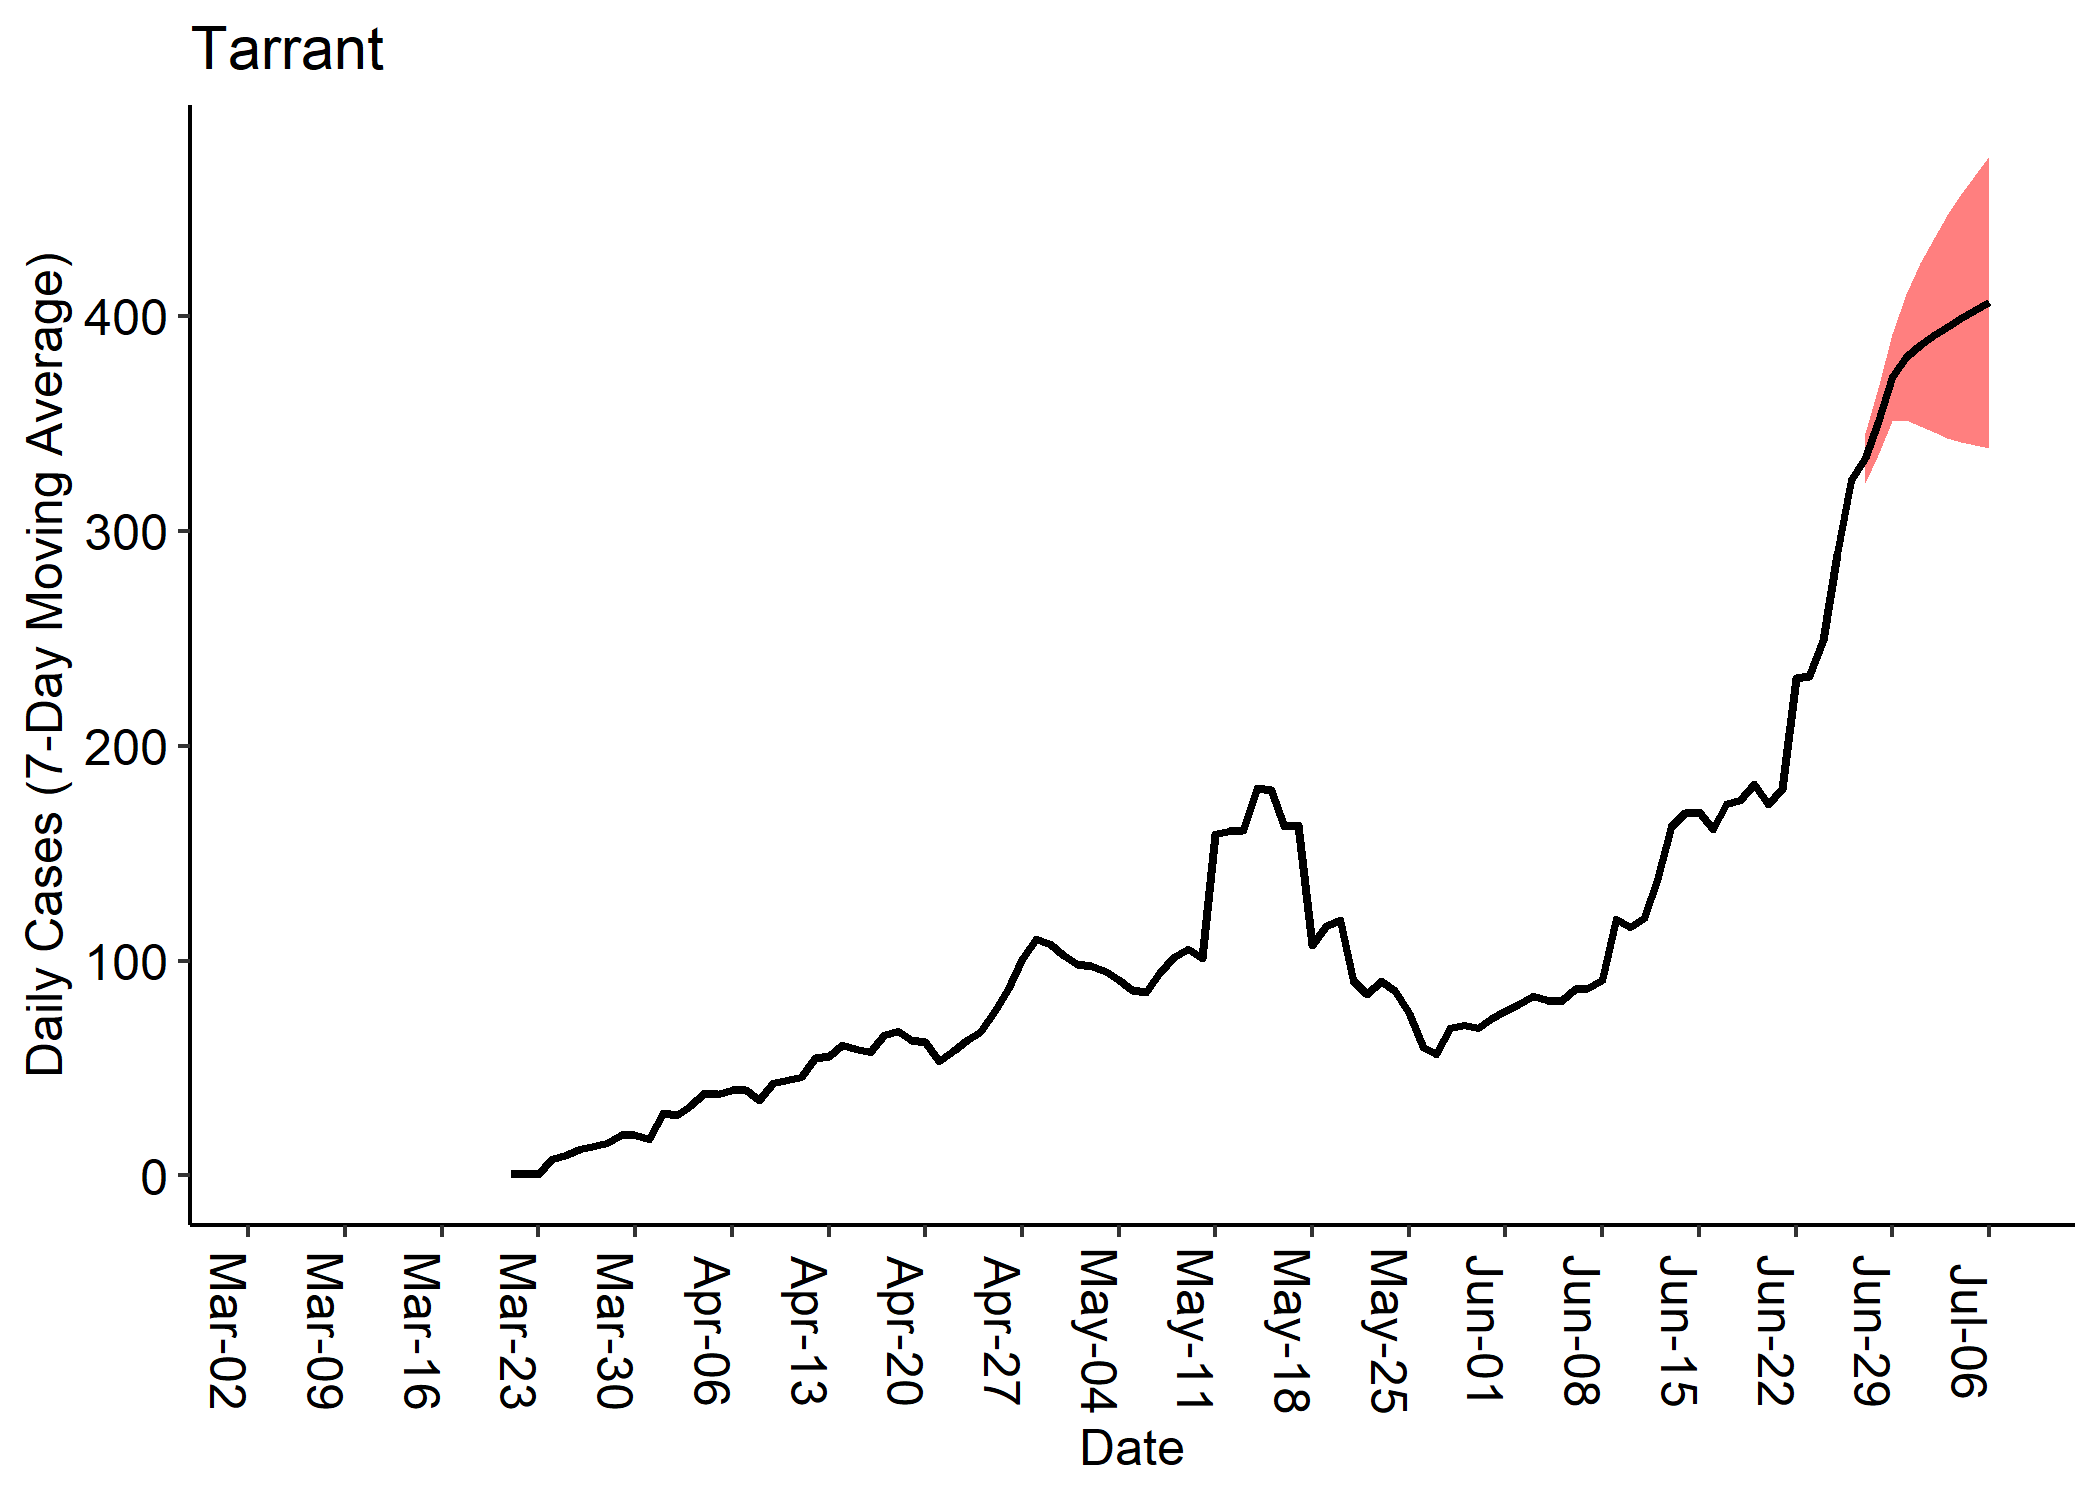 Tarrant
Daily Cases (7-Day Moving Average)
400
300
200
100
0
Mar-02
Mar-09
Mar-16
Mar-23
Mar-30
Apr-06
Apr-13
Apr-20
Apr-27
May-04
May-11
May-18
May-25
Jun-01
Jun-08
Jun-15
Jun-22
Jun-29
Jul-06
Date